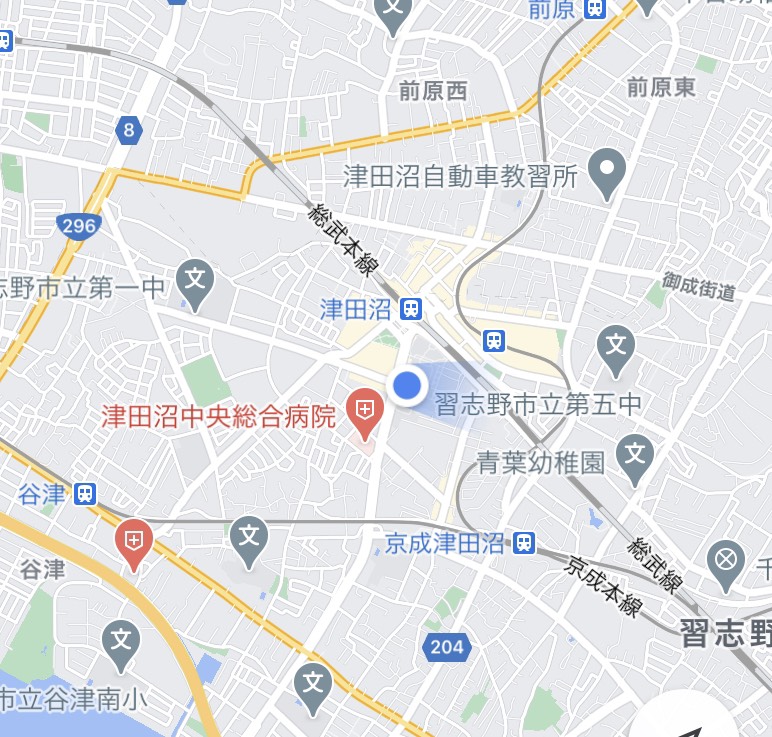 前原
前原西
前原東
8
津田沼自動車教習所
296
総武本線
御成街道
志野市立第一中
津田沼
習志野市立第五中
津田沼中央総合病院
青葉幼稚園
谷津
京成津田沼
総武線
京成本線
谷津
千
習志野
204
市立谷津南小